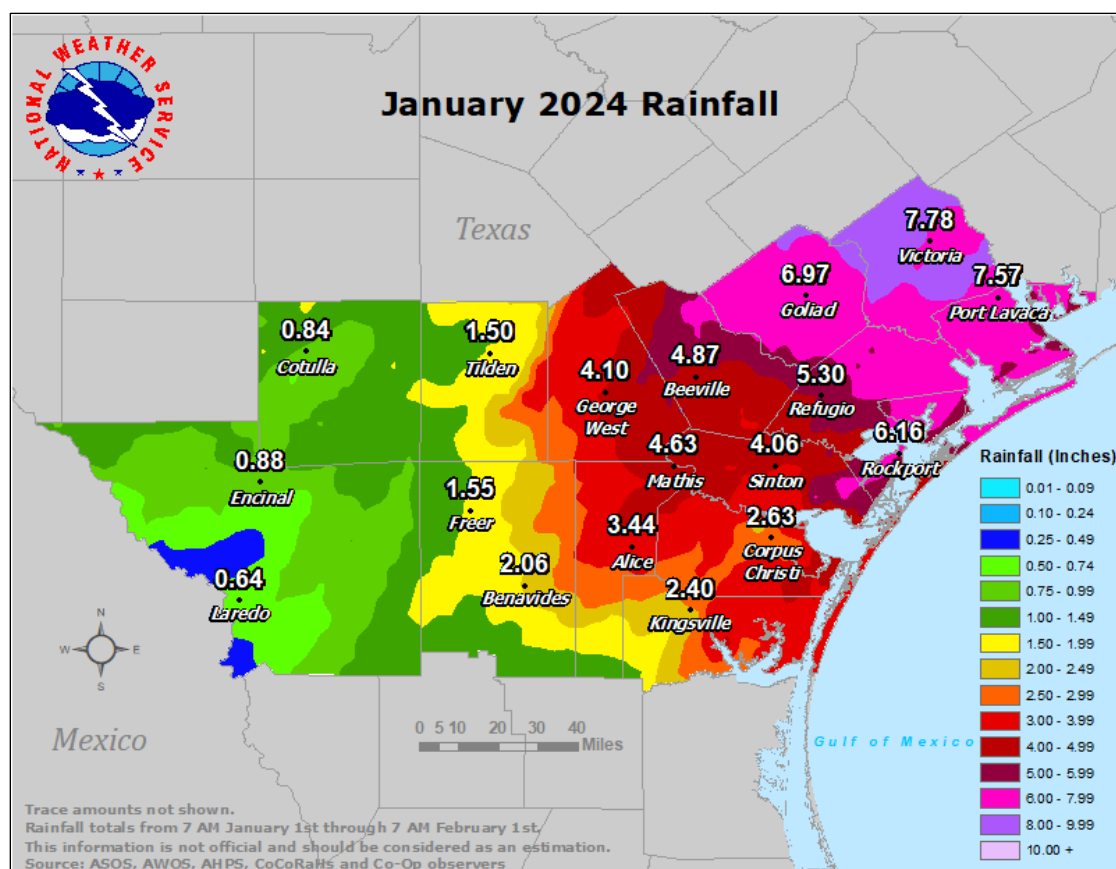 NATIONAL WEATHER SERVICE
January 2024 Rainfall
Texas
7.78
Victoria
6.97
Goliad
7.57
Port Lavaca
0.84
Cotulla
1.50
Tilden
4.10
George
West
4.87
Beeville
5.30
Refugio
6.16
Rockport
4.63
Mathis
4.06
Sinton
0.88
Encinal
1.55
Freer
3.44
Alice
2.63
Corpus
Christi
0.64
Laredo
2.06
Benavides
2.40
Kingsville
Rainfall (Inches)
0.01 - 0.09
0.10 - 0.24
0.25 - 0.49
0.50 - 0.74
0.75 - 0.99
1.00 - 1.49
1.50 - 1.99
2.00 - 2.49
2.50 - 2.99
3.00 - 3.99
4.00 - 4.99
5.00 - 5.99
6.00 - 7.99
8.00 - 9.99
10.00 +
N
W E
S
Mexico
0 5 10 20 30 40
Miles
Gulf of Mexico
Trace amounts not shown.
Rainfall totals from 7 AM January 1st through 7 AM February 1st.
This information is not official and should be considered as an estimation.
Source: ASOS, AWOS, AHPS, CoCoRaHs and Co-Op observers